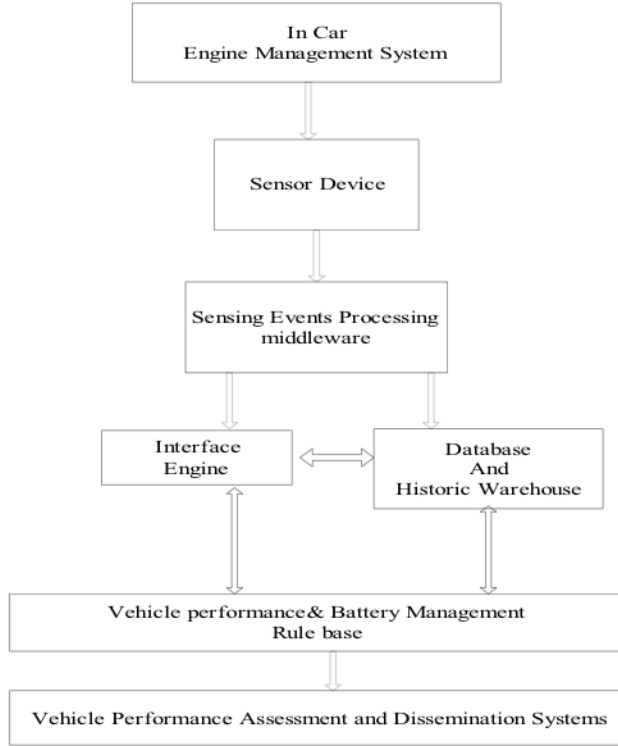 In Car
Engine Management System
Sensor Device
Sensing Events Processing
middleware
Interface
Engine
Database
And
Historic Warehouse
Vehicle performance& Battery Management
Rule base
Vehicle Performance Assessment and Dissemination Systems